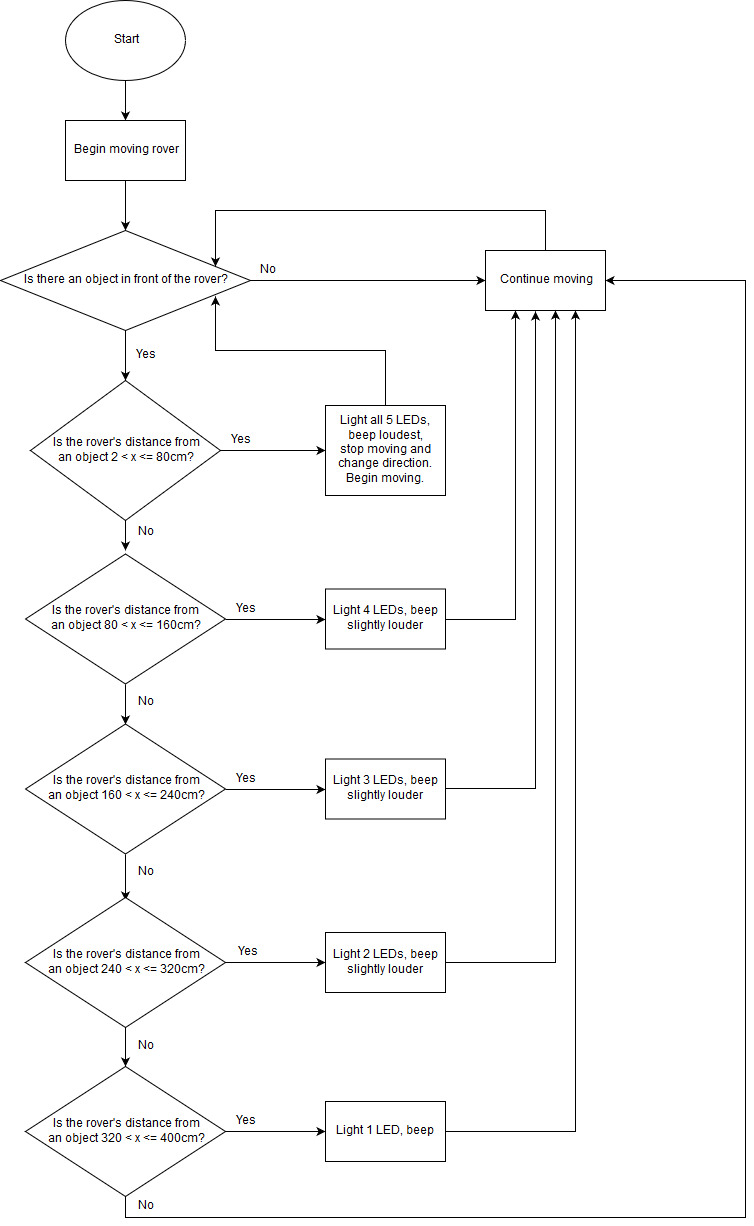 Start
Begin moving rover
Is there an object in front of the rover?
No
Continue moving
Yes
Is the rover's distance from
an object 2 < x <= 80cm?
Yes
Light all 5 LEDs,
beep loudest,
stop moving and
change direction.
Begin moving.
No
Is the rover's distance from
an object 80 < x <= 160cm?
Yes
Light 4 LEDs, beep
slightly louder
No
Is the rover's distance from
an object 160 < x <= 240cm?
Yes
Light 3 LEDs, beep
slightly louder
No
Is the rover's distance from
an object 240 < x <= 320cm?
Yes
Light 2 LEDs, beep
slightly louder
No
Is the rover's distance from
an object 320 < x <= 400cm?
Yes
Light 1 LED, beep
No